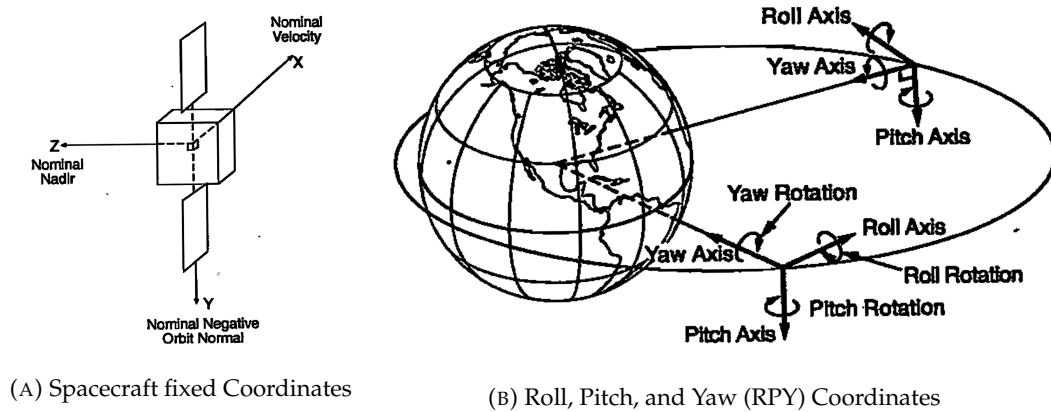 Nominal
Velocity
X
Z
Nominal
Nadir
Y
Nominal Negative
Orbit Normal
(A) Spacecraft fixed Coordinates
Roll Axis
Yaw Axis
Pitch Axis
Yaw Rotation
Yaw Axis
Roll Axis
Roll Rotation
Pitch Rotation
Pitch Axis
(B) Roll, Pitch, and Yaw (RPY) Coordinates